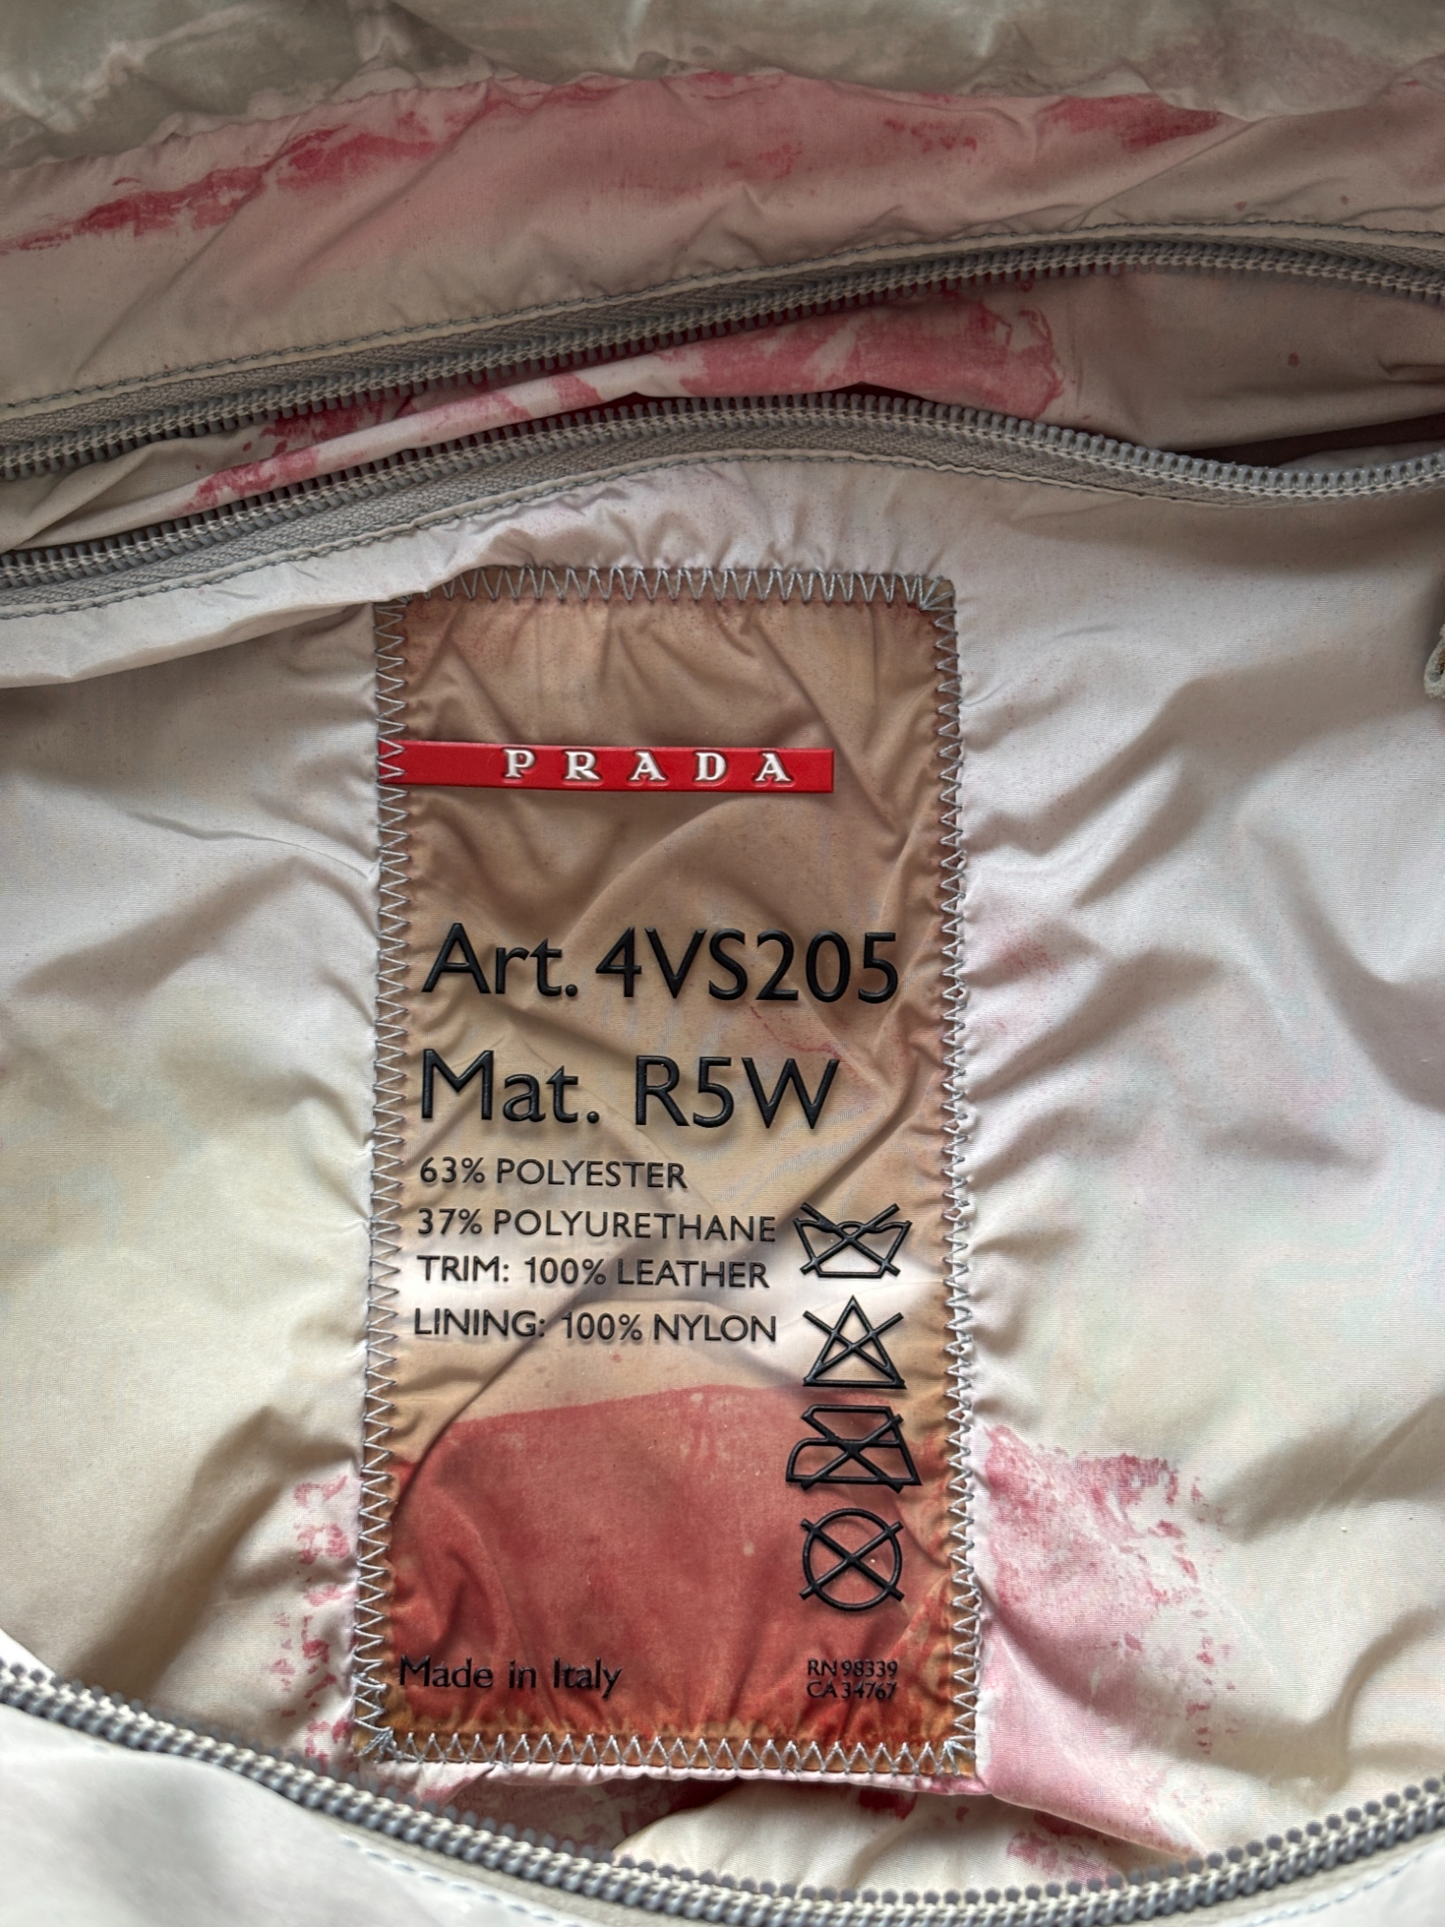 PRADA
Art. 4VS205
Mat. R5W
63% POLYESTER
37% POLYURETHANE
TRIM: 100% LEATHER
LINING: 100% NYLON
Made in Italy
RN 98339
CA 34767